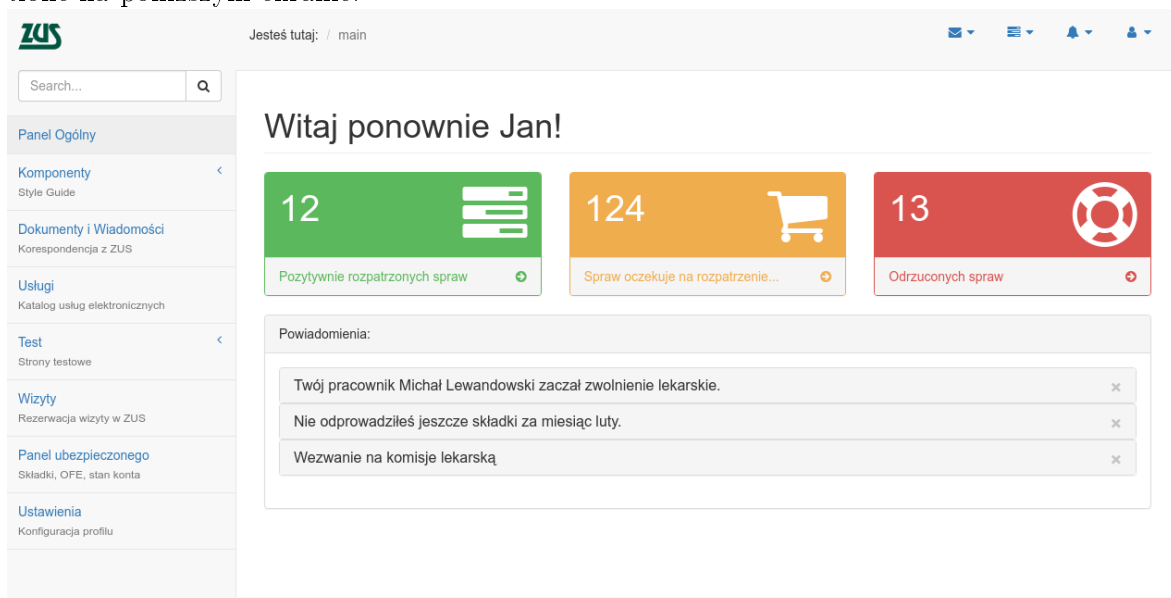 ZUS
Jesteś tutaj: / main
Search...
Panel Ogólny
Komponenty
Style Guide
Dokumenty i Wiadomości
Korespondencja z ZUS
Usługi
Katalog usług elektronicznych
Test
Strony testowe
Wizyty
Rezerwacja wizyty w ZUS
Panel ubezpieczonego
Składki, OFE, stan konta
Ustawienia
Konfiguracja profilu
Witaj ponownie Jan!
12
Pozytywnie rozpatrzonych spraw
124
Spraw oczekuje na rozpatrzenie...
13
Odrzuconych spraw
Powiadomienia:
Twój pracownik Michał Lewandowski zaczał zwolnienie lekarskie.
Nie odprowadziłeś jeszcze składki za miesiąc luty.
Wezwanie na komisje lekarską